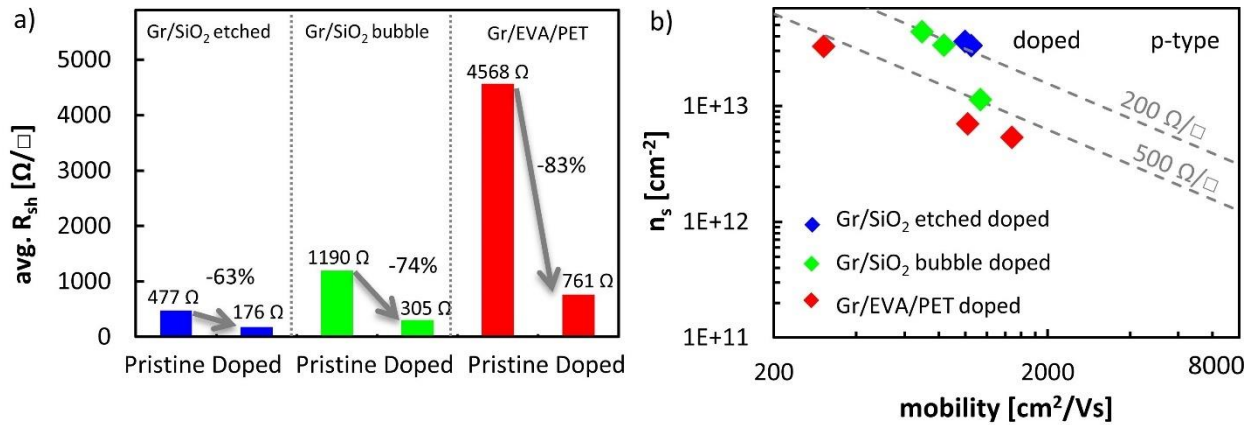 a)
Gr/SiO₂ etched
Gr/SiO₂ bubble
Gr/EVA/PET
avg. Rsh [Ω/□]
5000
4000
3000
2000
1000
0
477 Ω
-63%
176 Ω
1190 Ω
-74%
305 Ω
4568 Ω
-83%
761 Ω
Pristine Doped Pristine Doped Pristine Doped
b)
doped
p-type
200 Ω/□
500 Ω/□
ns [cm⁻²]
1E+13
1E+12
1E+11
Gr/SiO₂ etched doped
Gr/SiO₂ bubble doped
Gr/EVA/PET doped
200
2000
8000
mobility [cm²/Vs]